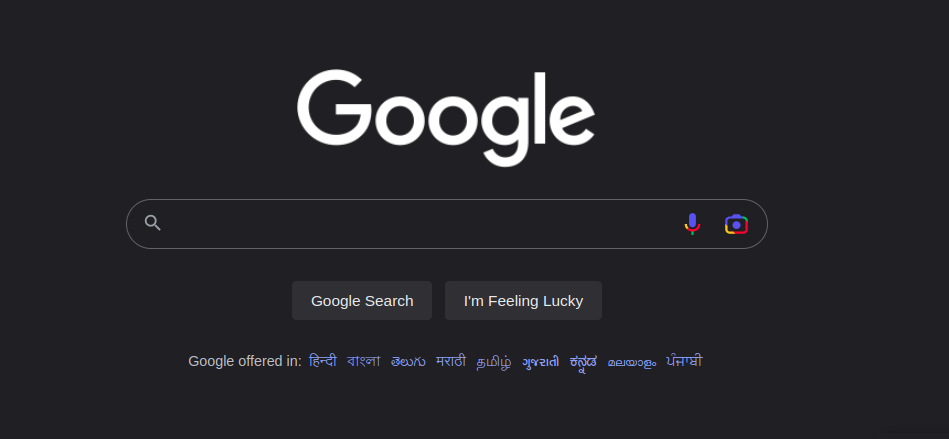 Google
Google Search I'm Feeling Lucky
Google offered in: हिन्दी বাংলা తెలుగు मराठी தமிழ் ગુજરાતી ಕನ್ನಡ മലയാളം ਪੰਜਾਬੀ